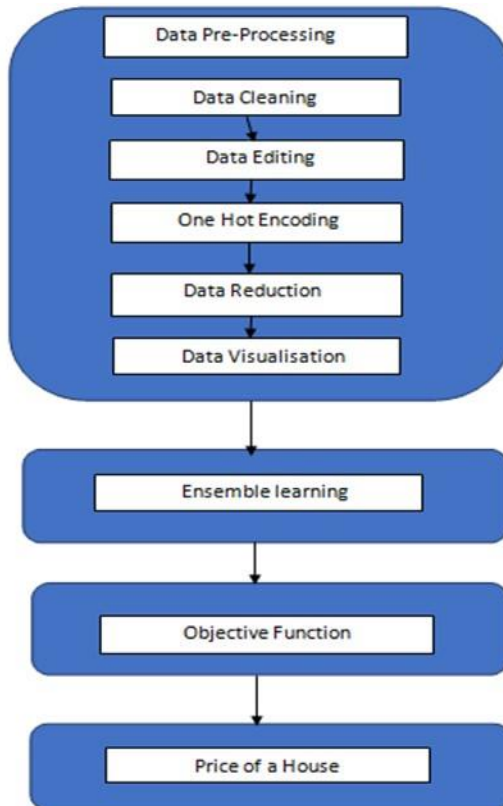 Data Pre-Processing
Data Cleaning
Data Editing
One Hot Encoding
Data Reduction
Data Visualisation
Ensemble learning
Objective Function
Price of a House